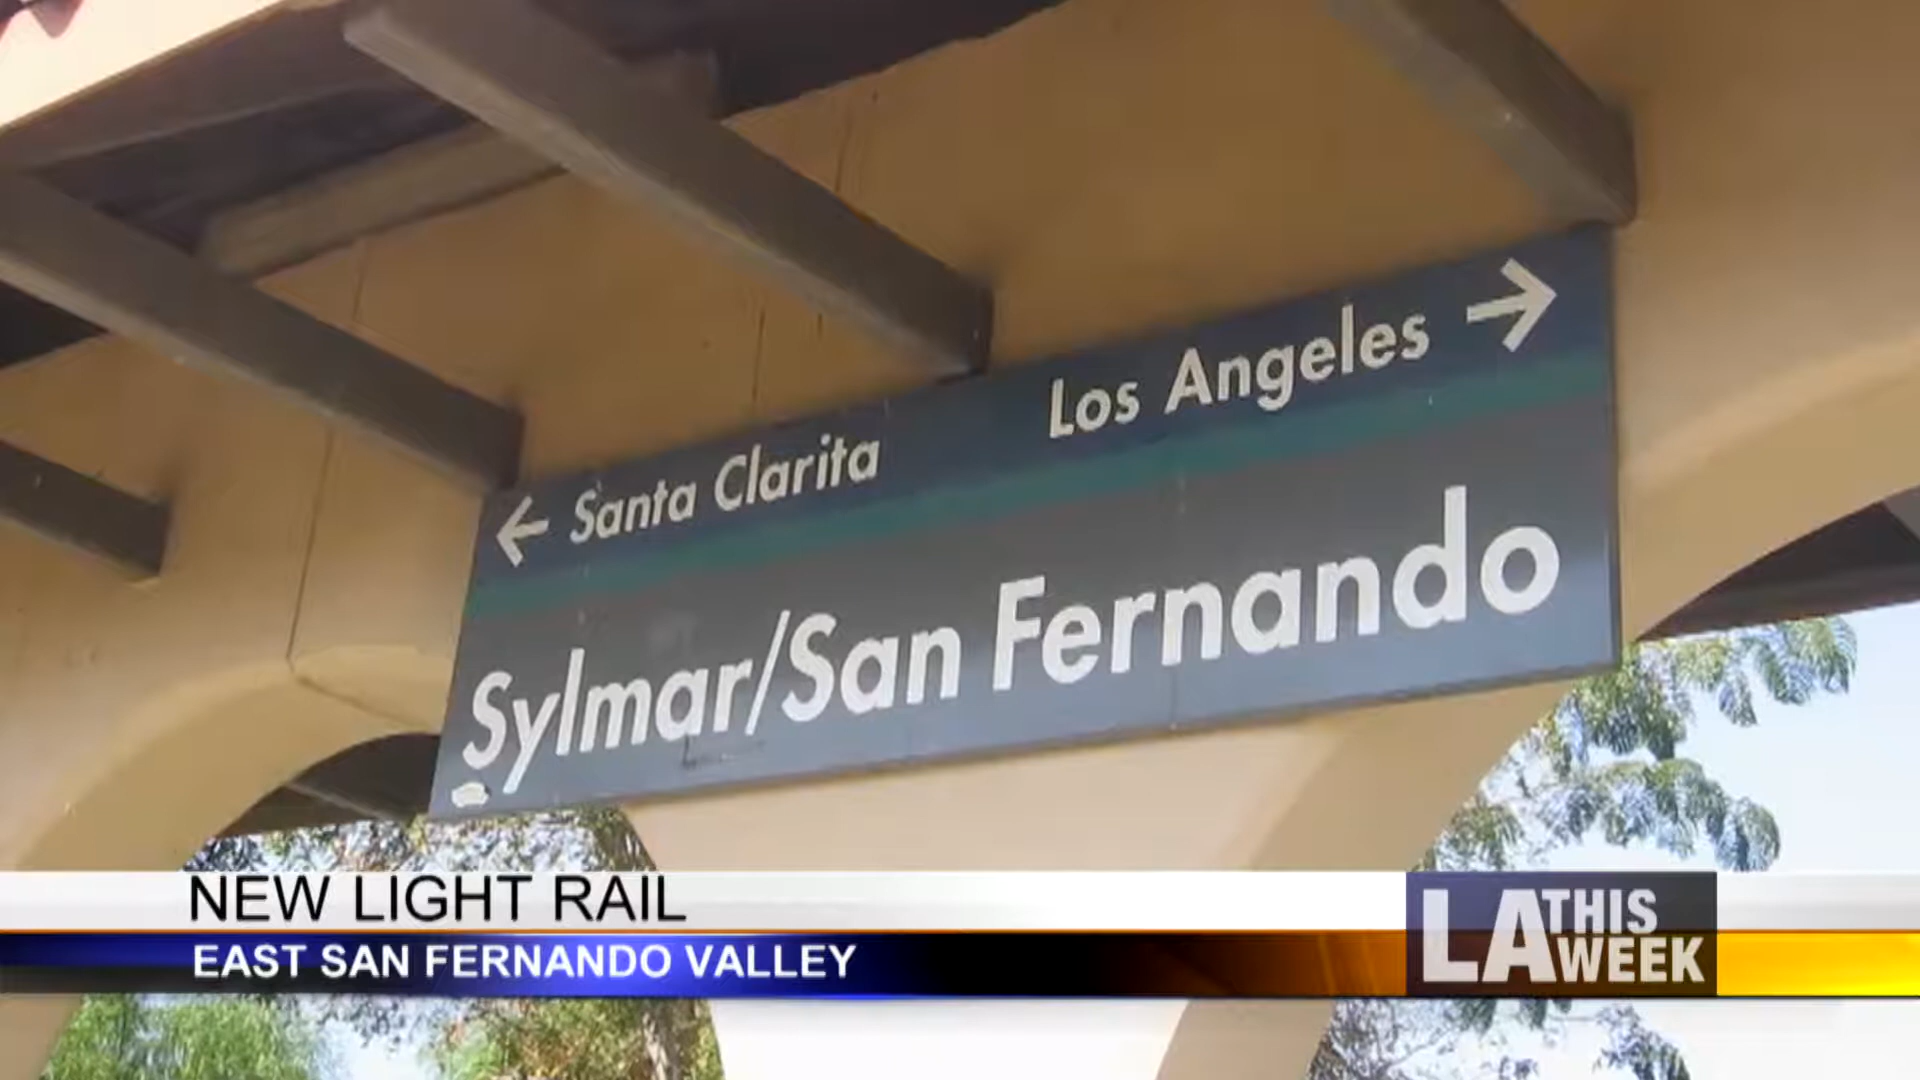 ← Santa Clarita
Los Angeles →
Sylmar/San Fernando
NEW LIGHT RAIL
EAST SAN FERNANDO VALLEY
LA THIS WEEK